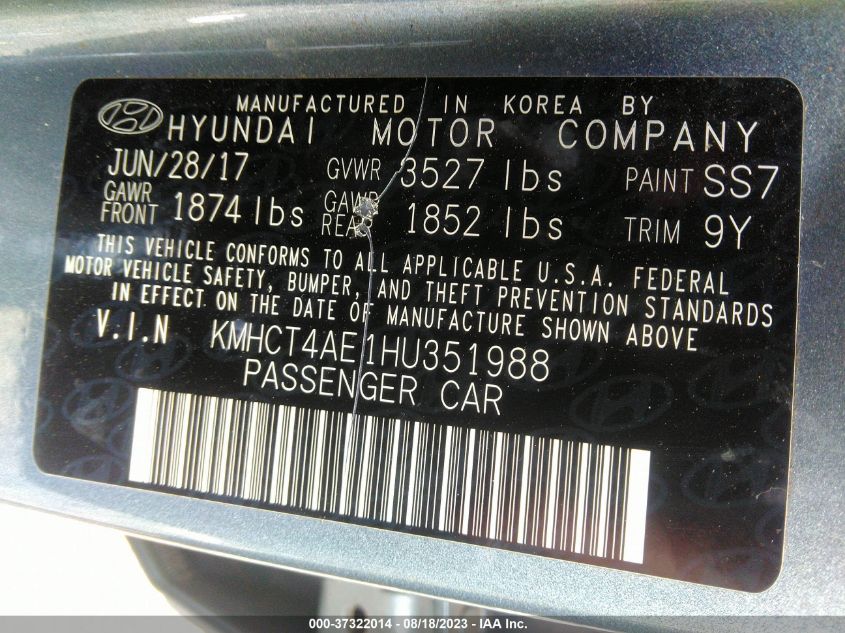 MANUFACTURED IN KOREA BY
HYUNDAI MOTOR COMPANY
JUN/28/17 GVWR 3527 lbs PAINT SS7
GAWR FRONT 1874 lbs GAWR REAR 1852 lbs TRIM 9Y
THIS VEHICLE CONFORMS TO ALL APPLICABLE U.S.A. FEDERAL
MOTOR VEHICLE SAFETY, BUMPER, AND THEFT PREVENTION STANDARDS
IN EFFECT ON THE DATE OF MANUFACTURE SHOWN ABOVE
V.I.N KMHCT4AE1HU351988
PASSENGER CAR
000-37322014 - 08/18/2023 - IAA Inc.